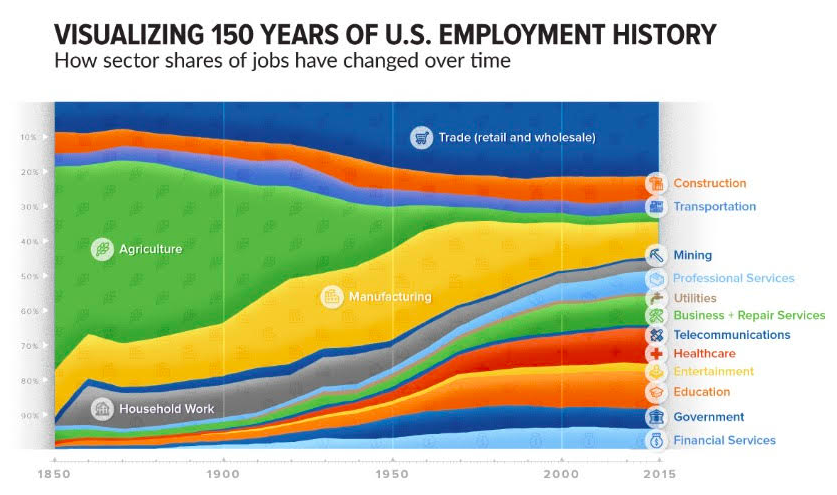 VISUALIZING 150 YEARS OF U.S. EMPLOYMENT HISTORY
How sector shares of jobs have changed over time
10%
Trade (retail and wholesale)
20%
Construction
30%
Transportation
40%
Agriculture
Mining
50%
Professional Services
Manufacturing
Utilities
60%
Business + Repair Services
70%
Telecommunications
Healthcare
80%
Entertainment
Education
90%
Household Work
Government
Financial Services
1850
1900
1950
2000
2015